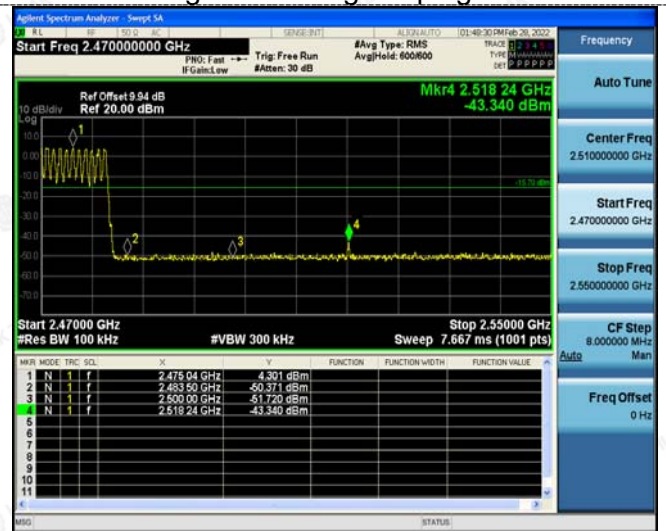 Agilent Spectrum Analyzer - Swept SA
RL RF 50 Ω AC SENSE:INT ALIGN AUTO 01:48:30 PM Feb 28, 2022
Start Freq 2.470000000 GHz
PNO: Fast
IFGain:Low
Trig: Free Run
#Atten: 30 dB
#Avg Type: RMS
Avg|Hold: 600/600
TRACE 1 2 3 4 5 6
TYPE
DET P P P P P P
Frequency
Auto Tune
Center Freq
2.510000000 GHz
Start Freq
2.470000000 GHz
Stop Freq
2.550000000 GHz
CF Step
8.000000 MHz
Auto Man
Freq Offset
0 Hz
Mkr4 2.518 24 GHz
-43.340 dBm
Ref Offset 9.94 dB
10 dB/div Ref 20.00 dBm
Log
10.0
0.00
-10.0
-20.0
-30.0
-40.0
-50.0
-60.0
-70.0
1
2
3
4
-15.70 dBm
Start 2.47000 GHz Stop 2.55000 GHz
#Res BW 100 kHz #VBW 300 kHz Sweep 7.667 ms (1001 pts)
MKR MODE TRC SCL X Y FUNCTION FUNCTION WIDTH FUNCTION VALUE
1 N 1 f 2.475 04 GHz 4.301 dBm
2 N 1 f 2.483 50 GHz -50.371 dBm
3 N 1 f 2.500 00 GHz -51.720 dBm
4 N 1 f 2.518 24 GHz -43.340 dBm
5
6
7
8
9
10
11
MSG STATUS